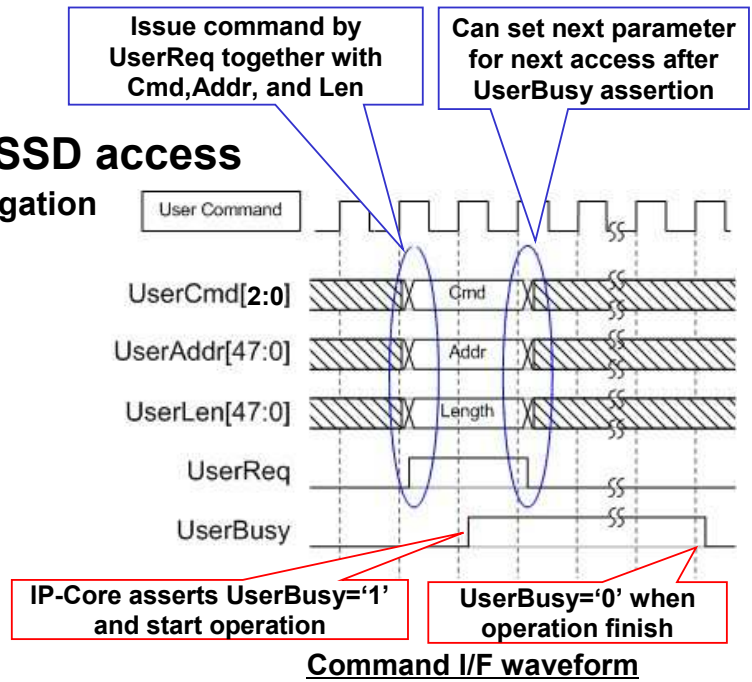 Issue command by
UserReq together with
Cmd,Addr, and Len
Can set next parameter
for next access after
UserBusy assertion
SSD access
gation
User Command
UserCmd[2:0]
Cmd
UserAddr[47:0]
Addr
UserLen[47:0]
Length
UserReq
UserBusy
IP-Core asserts UserBusy=‘1’
and start operation
UserBusy=‘0’ when
operation finish
Command I/F waveform